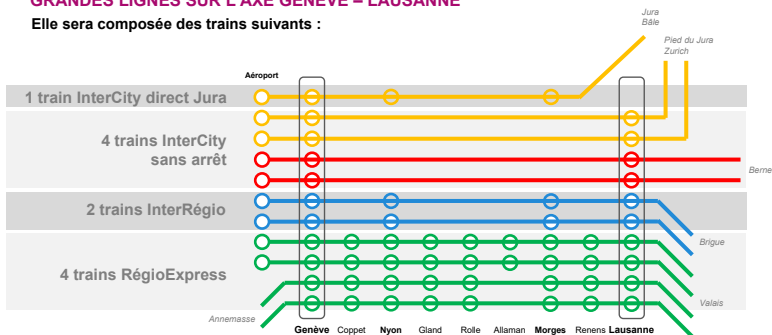 GRANDES LIGNES SUR L'AXE GENÈVE – LAUSANNE
Elle sera composée des trains suivants :
Jura
Bâle
Pied du Jura
Zurich
Aéroport
1 train InterCity direct Jura
4 trains InterCity
sans arrêt
Berne
2 trains InterRégio
Brigue
4 trains RégioExpress
Valais
Annemasse
Genève Coppet Nyon Gland Rolle Allaman Morges Renens Lausanne